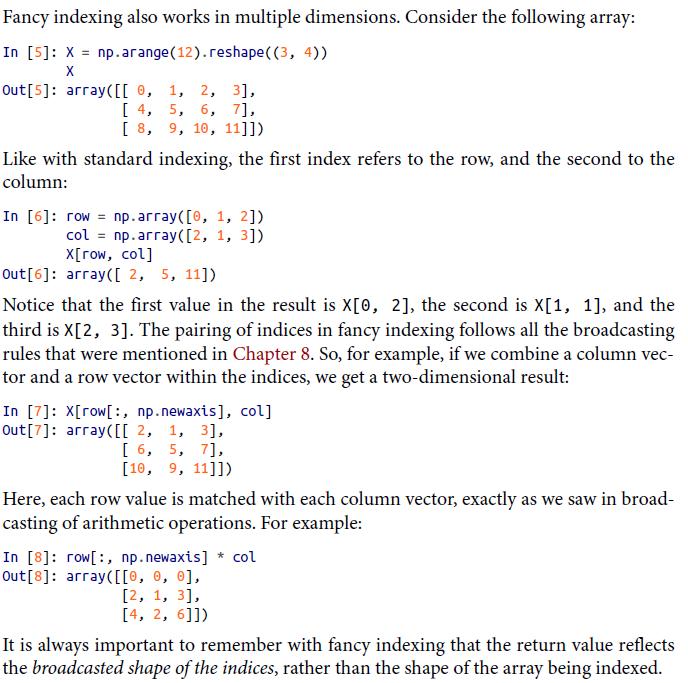 Fancy indexing also works in multiple dimensions. Consider the following array:
In [5]: X = np.arange(12).reshape((3, 4))
        X
Out[5]: array([[ 0,  1,  2,  3],
               [ 4,  5,  6,  7],
               [ 8,  9, 10, 11]])
Like with standard indexing, the first index refers to the row, and the second to the
column:
In [6]: row = np.array([0, 1, 2])
        col = np.array([2, 1, 3])
        X[row, col]
Out[6]: array([ 2,  5, 11])
Notice that the first value in the result is X[0, 2], the second is X[1, 1], and the
third is X[2, 3]. The pairing of indices in fancy indexing follows all the broadcasting
rules that were mentioned in Chapter 8. So, for example, if we combine a column vec-
tor and a row vector within the indices, we get a two-dimensional result:
In [7]: X[row[:, np.newaxis], col]
Out[7]: array([[ 2,  1,  3],
               [ 6,  5,  7],
               [10,  9, 11]])
Here, each row value is matched with each column vector, exactly as we saw in broad-
casting of arithmetic operations. For example:
In [8]: row[:, np.newaxis] * col
Out[8]: array([[0, 0, 0],
               [2, 1, 3],
               [4, 2, 6]])
It is always important to remember with fancy indexing that the return value reflects
the broadcasted shape of the indices, rather than the shape of the array being indexed.